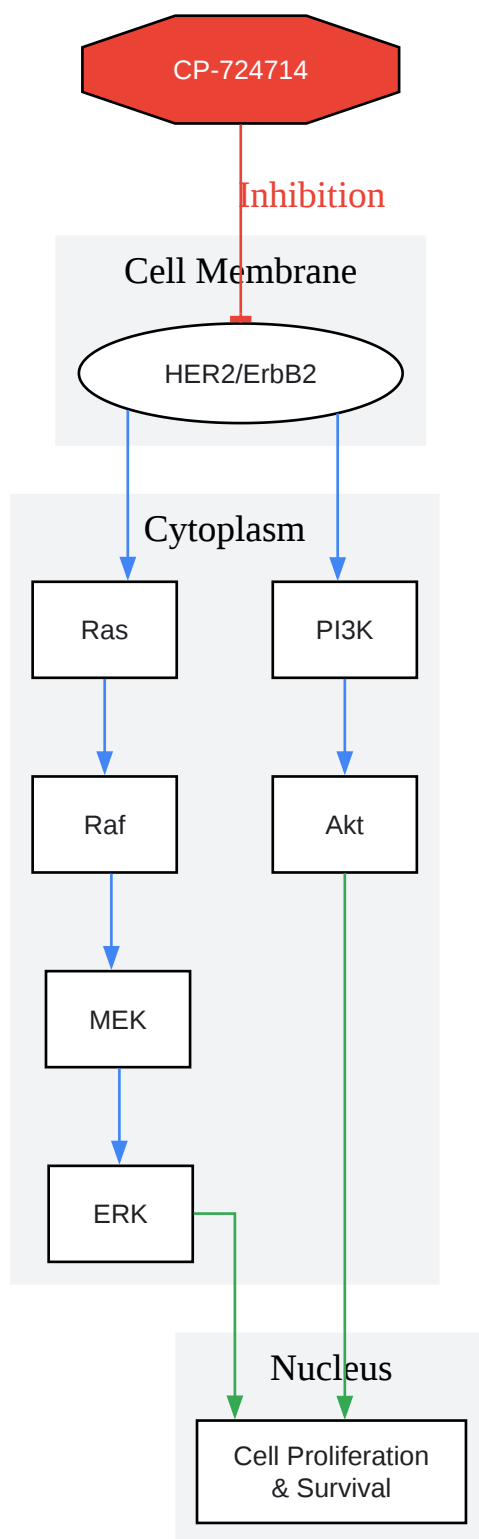 CP-724714
Inhibition
Cell Membrane
HER2/ErbB2
Cytoplasm
Ras
PI3K
Raf
Akt
MEK
ERK
Nucleus
Cell Proliferation
& Survival